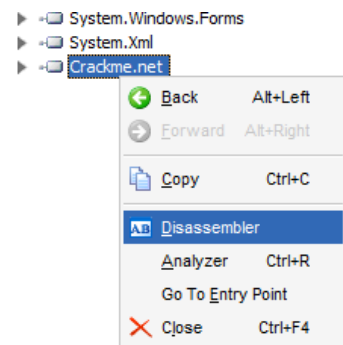 System.Windows.Forms
System.Xml
Crackme.net
Back Alt+Left
Forward Alt+Right
Copy Ctrl+C
AB Disassembler
Analyzer Ctrl+R
Go To Entry Point
Close Ctrl+F4